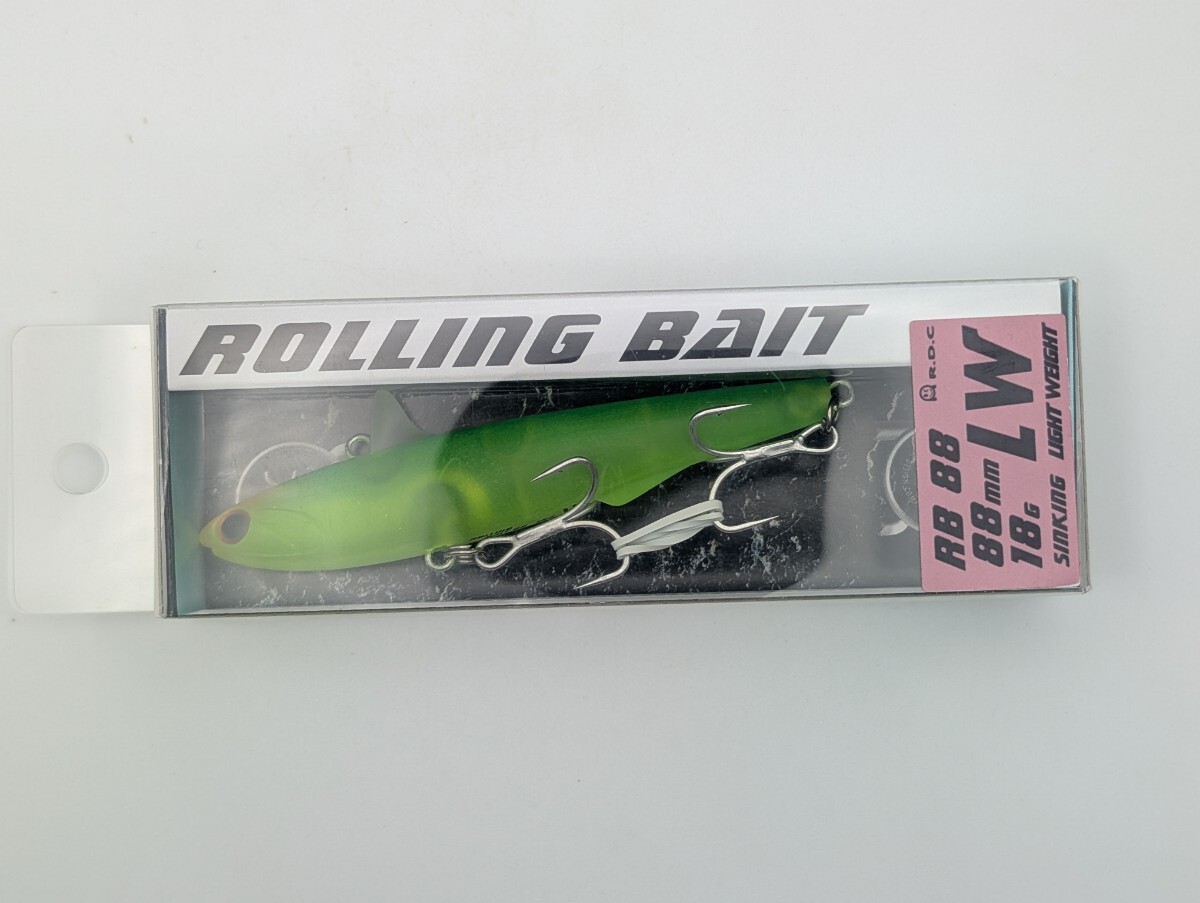 ROLLING BAIT
R.D.C
RB 88
88mm
18g
LW
SINKING LIGHT WEIGHT